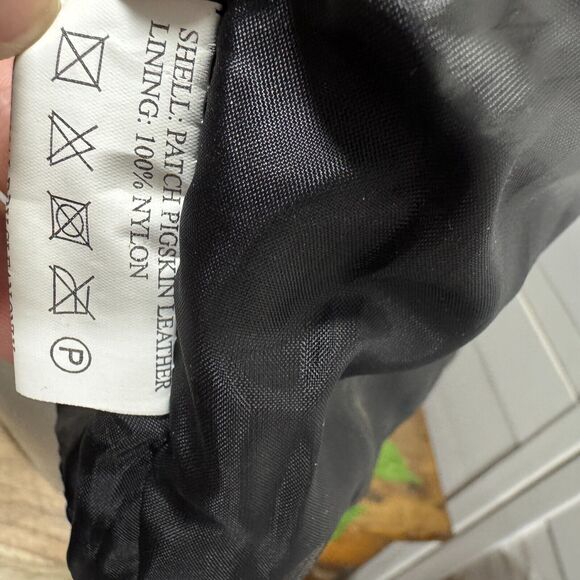 SHELL: PATCH PIGSKIN LEATHER
LINING: 100% NYLON
P